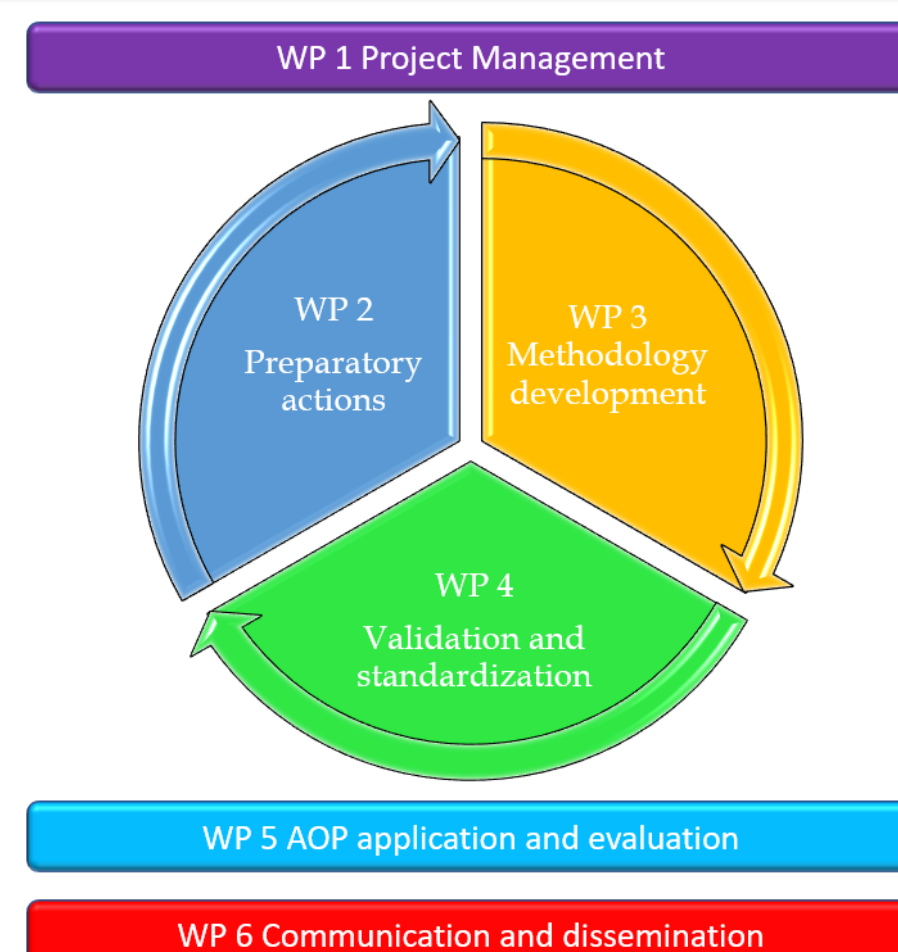 WP 1 Project Management
WP 2
Preparatory
actions
WP 3
Methodology
development
WP 4
Validation and
standardization
WP 5 AOP application and evaluation
WP 6 Communication and dissemination